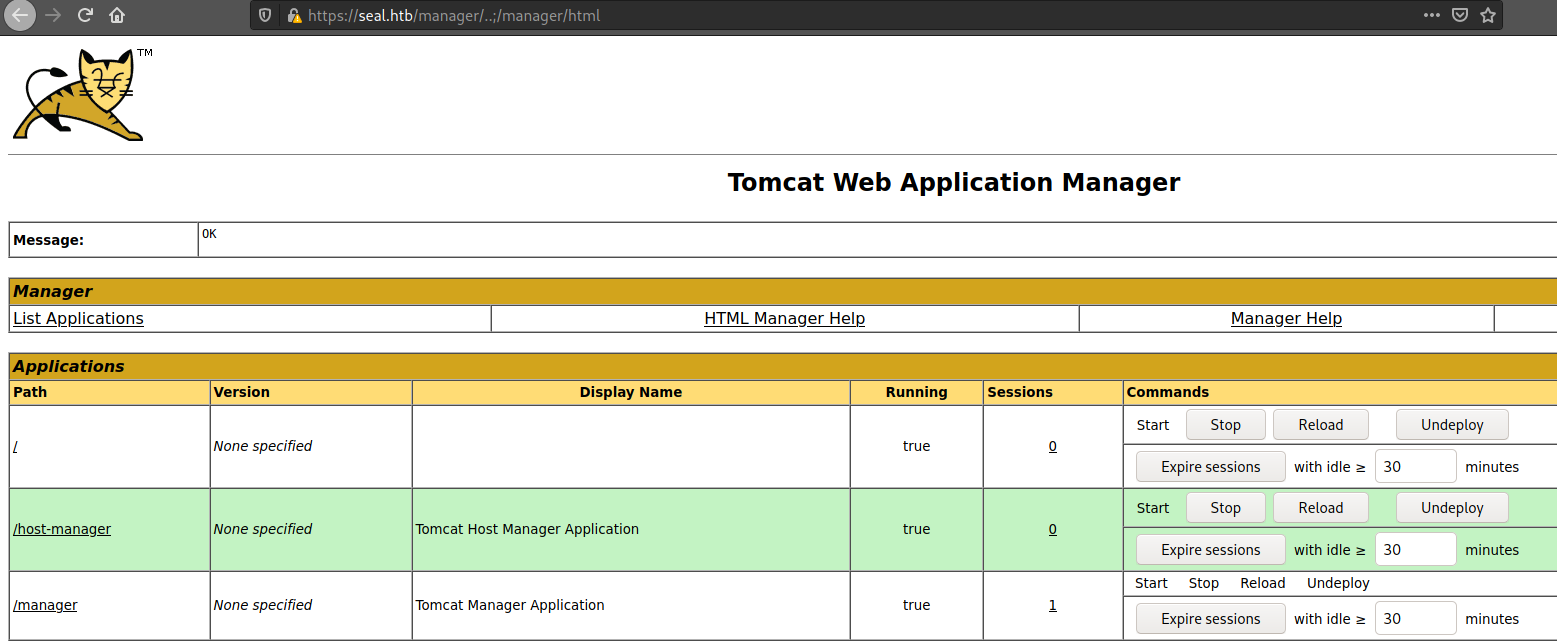 https://seal.htb/manager/..;/manager/html
TM
Tomcat Web Application Manager
Message: OK
Manager
List Applications HTML Manager Help Manager Help
Applications
Path Version Display Name Running Sessions Commands
/ None specified true 0 Start Stop Reload Undeploy
Expire sessions with idle ≥ 30 minutes
/host-manager None specified Tomcat Host Manager Application true 0 Start Stop Reload Undeploy
Expire sessions with idle ≥ 30 minutes
/manager None specified Tomcat Manager Application true 1 Start Stop Reload Undeploy
Expire sessions with idle ≥ 30 minutes